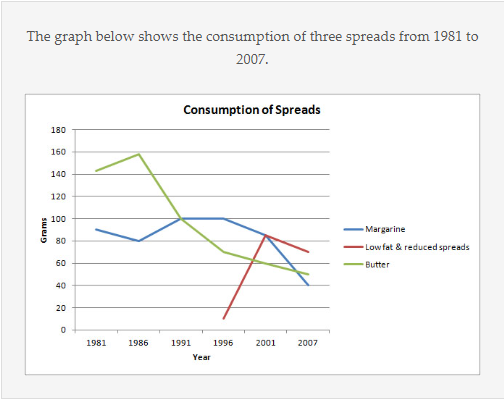 The graph below shows the consumption of three spreads from 1981 to
2007.
Consumption of Spreads
180
160
140
120
100
80
60
40
20
0
Grams
1981 1986 1991 1996 2001 2007
Year
Margarine
Low fat & reduced spreads
Butter